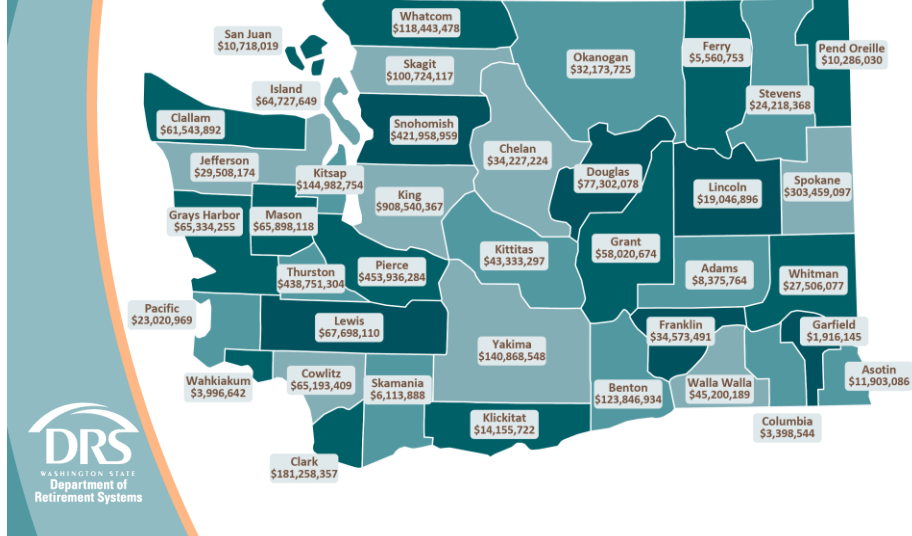 Whatcom
$118,443,478
San Juan
$10,718,019
Skagit
$100,724,117
Okanogan
$32,173,725
Ferry
$5,560,753
Pend Oreille
$10,286,030
Island
$64,727,649
Stevens
$24,218,368
Clallam
$61,543,892
Snohomish
$421,958,959
Chelan
$34,227,224
Jefferson
$29,508,174
Kitsap
$144,982,754
Douglas
$77,302,078
Lincoln
$19,046,896
Spokane
$303,459,097
King
$908,540,367
Grays Harbor
$65,334,255
Mason
$65,898,118
Kittitas
$43,333,297
Grant
$58,020,674
Thurston
$438,751,304
Pierce
$453,936,284
Adams
$8,375,764
Whitman
$27,506,077
Pacific
$23,020,969
Lewis
$67,698,110
Yakima
$140,868,548
Franklin
$34,573,491
Garfield
$1,916,145
Wahkiakum
$3,996,642
Cowlitz
$65,193,409
Skamania
$6,113,888
Benton
$123,846,934
Walla Walla
$45,200,189
Asotin
$11,903,086
Klickitat
$14,155,722
Columbia
$3,398,544
Clark
$181,258,357
DRS
WASHINGTON STATE
Department of
Retirement Systems